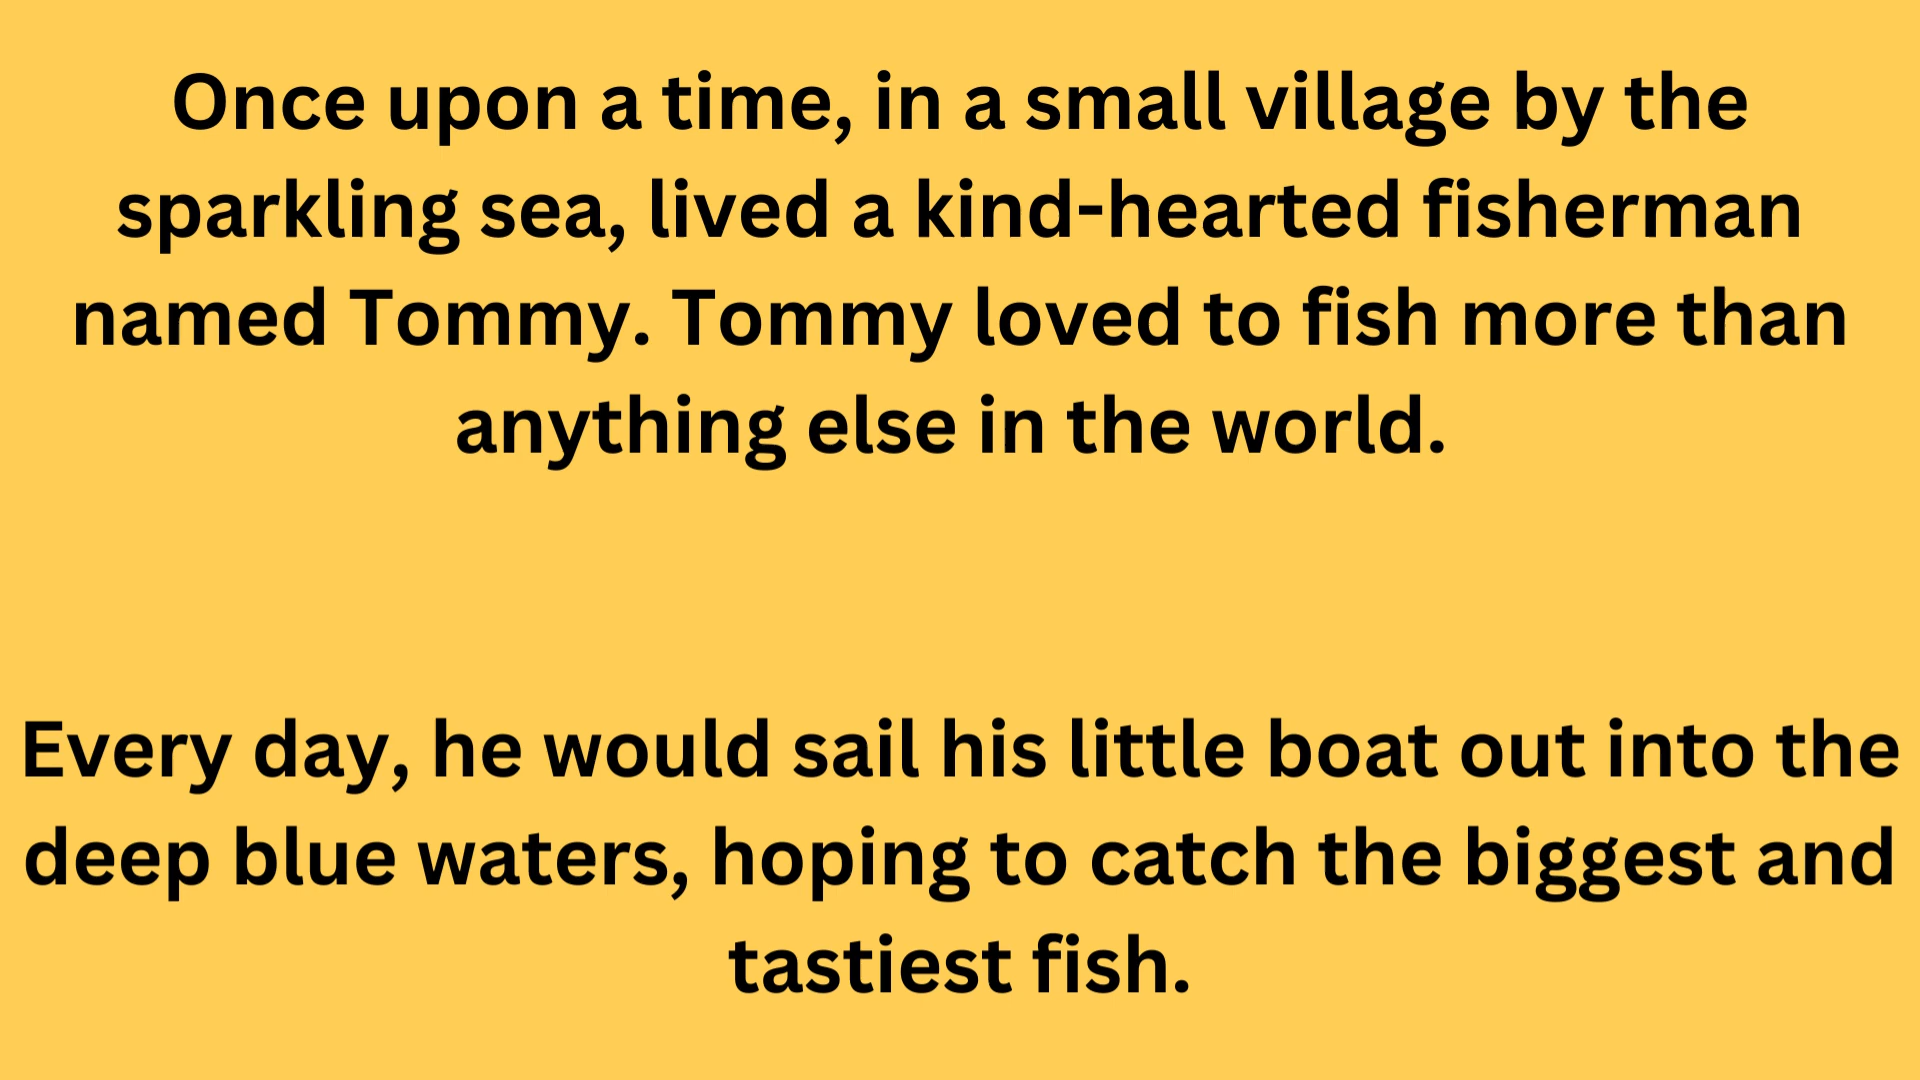 Once upon a time, in a small village by the
sparkling sea, lived a kind-hearted fisherman
named Tommy. Tommy loved to fish more than
anything else in the world.
Every day, he would sail his little boat out into the
deep blue waters, hoping to catch the biggest and
tastiest fish.